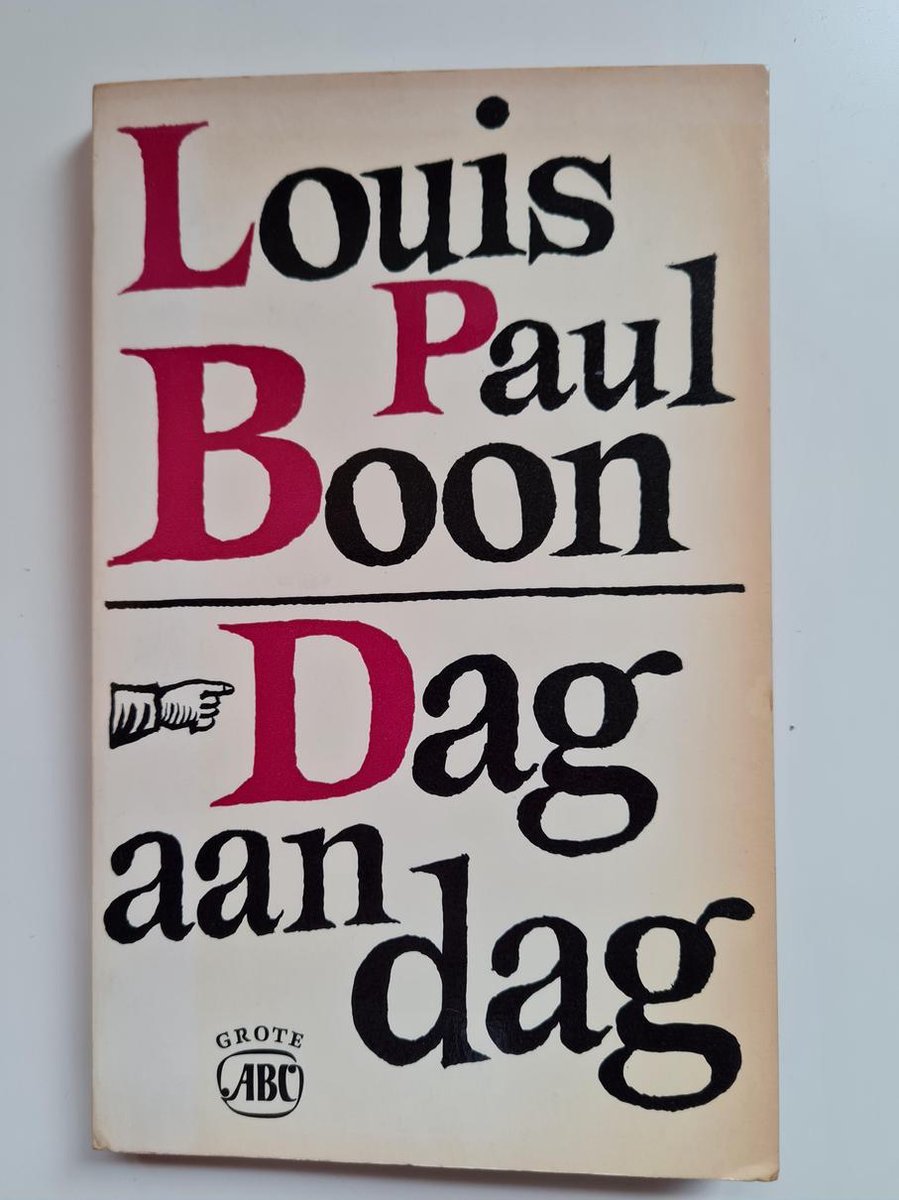 Louis
Paul
Boon
Dag
aan
dag
GROTE
ABC